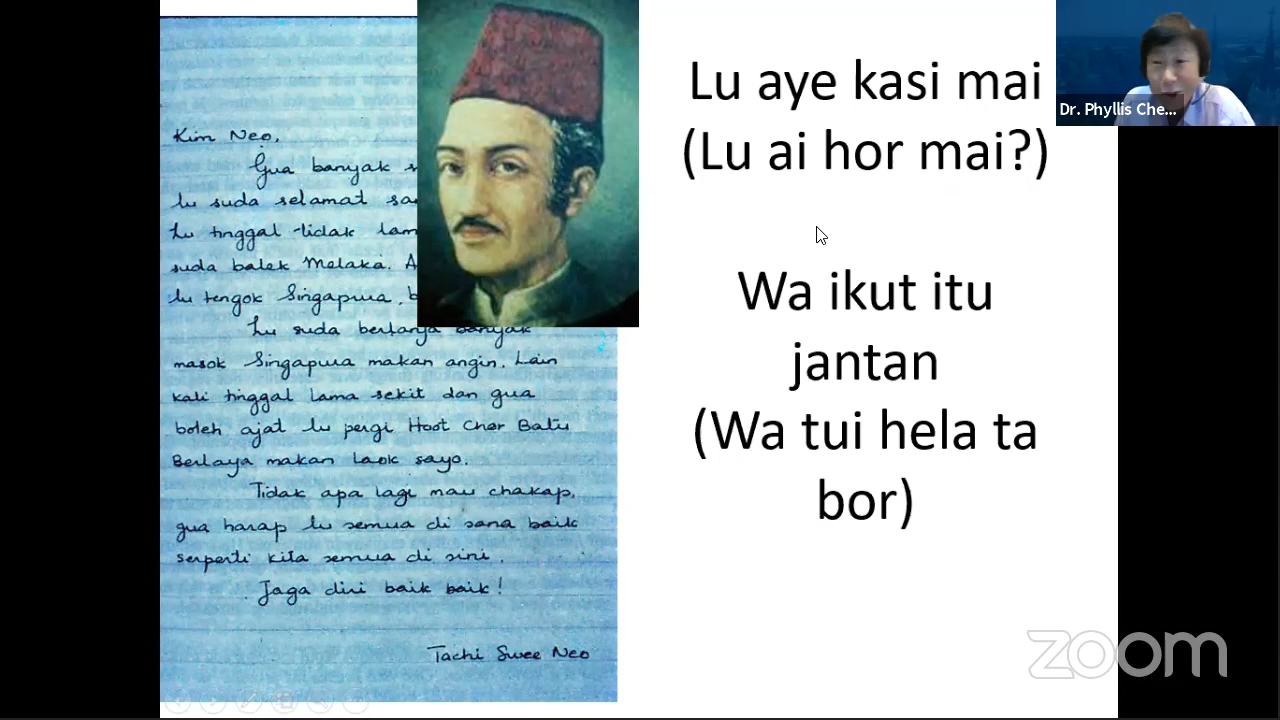 Kim Neo,
Gua banyak
lu suda selamat
Lu tinggal tidak lam
suda balek Melaka. A
lu tengok Singapura, b
Lu suda bertanya banyak
masok Singapura makan angin. Lain
kali tinggal lama sekit dan gua
boleh ajat lu pergi Hoot Chor Batu
Berlaya makan laok sayo.
Tidak apa lagi mau chakap,
gua harap lu semua di sana baik
serperti kita semua di sini.
Jaga diri baik baik!
Tachi Swee Neo
Lu aye kasi mai
(Lu ai hor mai?)
Wa ikut itu
jantan
(Wa tui hela ta
bor)
Dr. Phyllis Che...
zoom